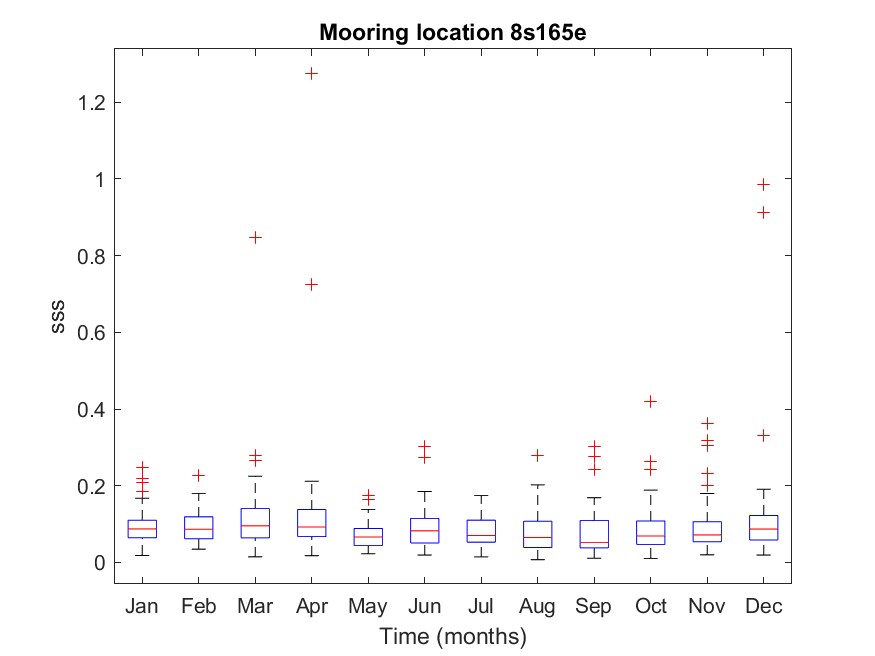 Mooring location 8s165e
1.2
1
0.8
0.6
0.4
0.2
0
sss
Jan Feb Mar Apr May Jun Jul Aug Sep Oct Nov Dec
Time (months)